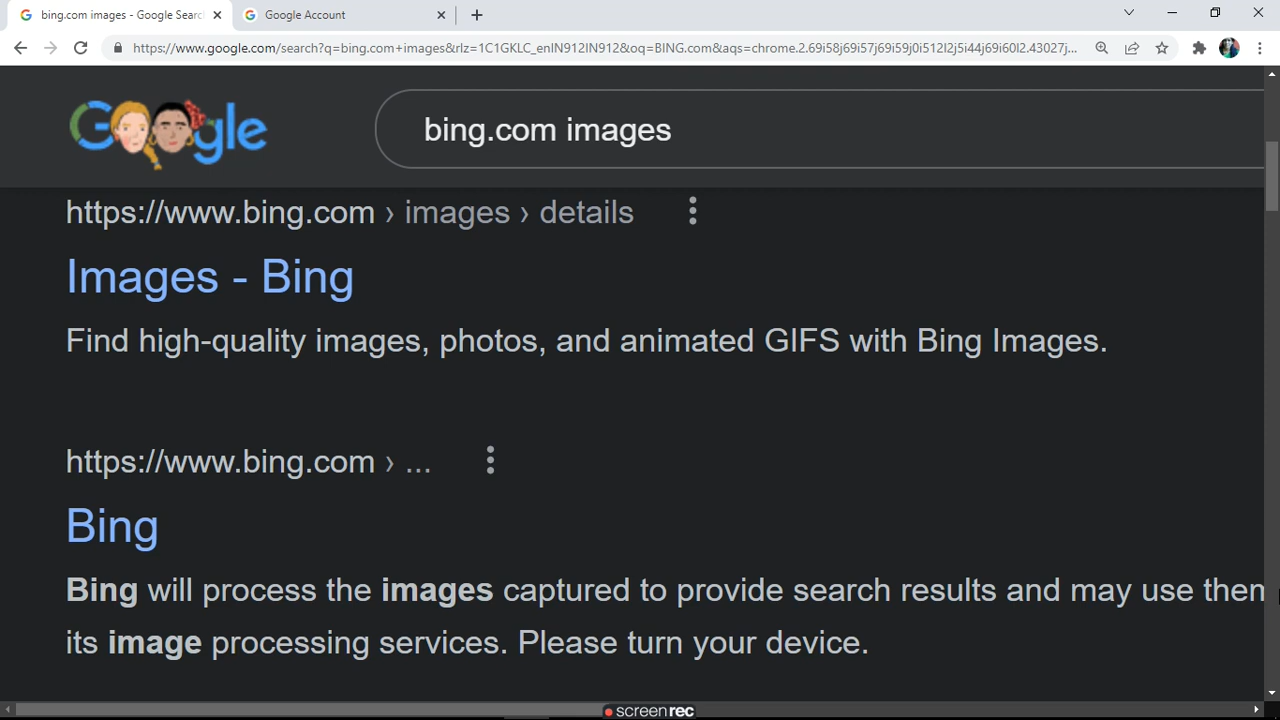 bing.com images - Google Searc
Google Account
https://www.google.com/search?q=bing.com+images&rlz=1C1GKLC_enIN912IN912&oq=BING.com&aqs=chrome.2.69i58j69i57j69i59j0i512l2j5i44j69i60l2.43027j...
Google
bing.com images
https://www.bing.com › images › details
Images - Bing
Find high-quality images, photos, and animated GIFS with Bing Images.
https://www.bing.com › ...
Bing
Bing will process the images captured to provide search results and may use them
its image processing services. Please turn your device.
screenrec